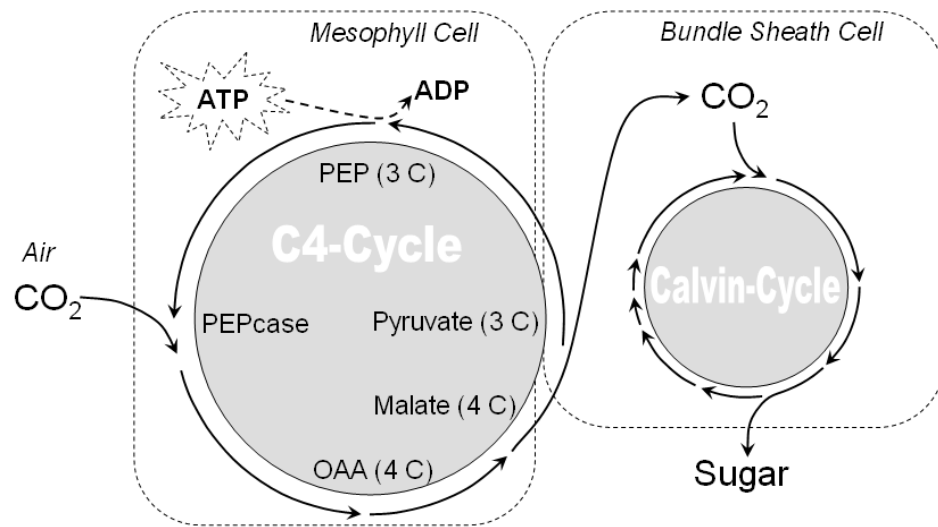 Mesophyll Cell
Bundle Sheath Cell
ATP
ADP
CO2
PEP (3 C)
C4-Cycle
Air
CO2
Calvin-Cycle
PEPcase
Pyruvate (3 C)
Malate (4 C)
OAA (4 C)
Sugar